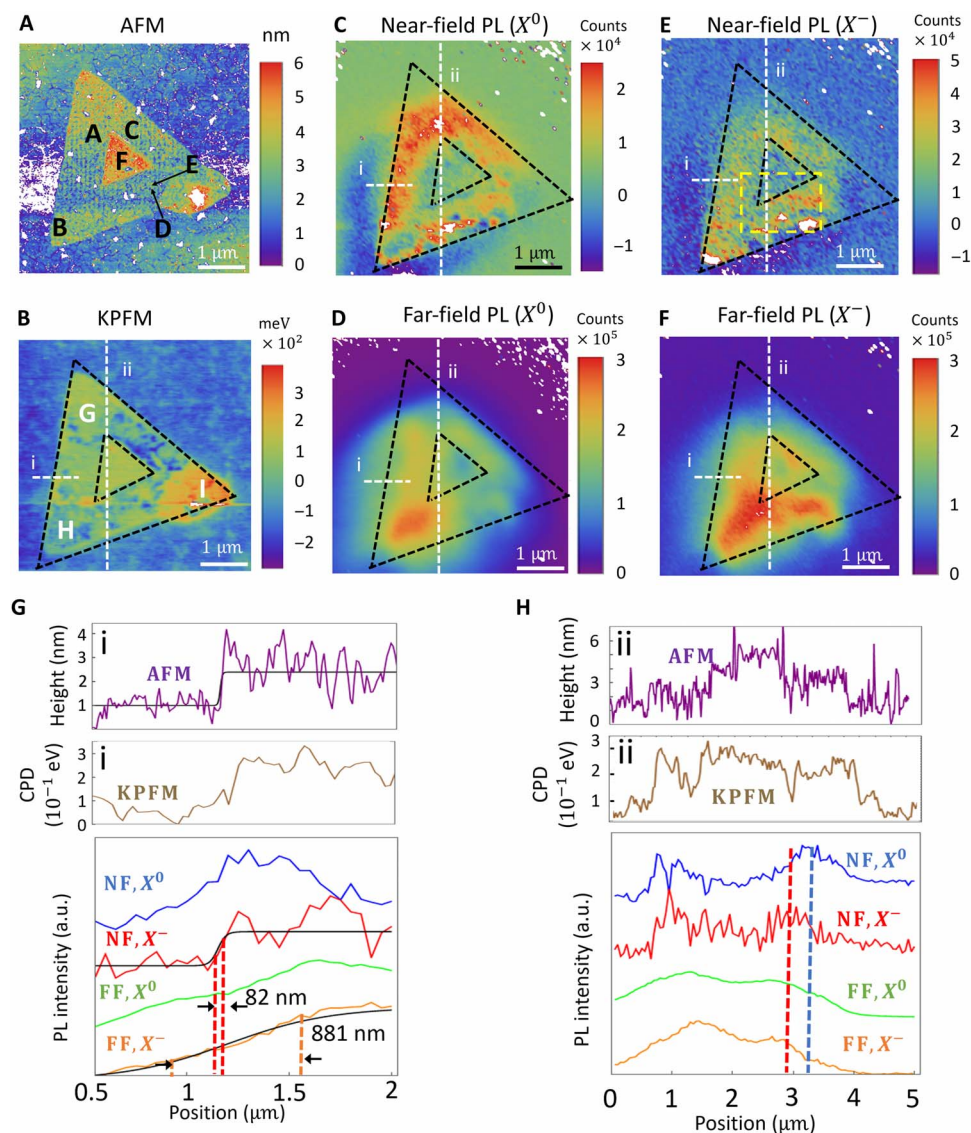 A
AFM
nm
6
5
4
3
2
1
0
A
C
F
E
B
D
1 μm
C
Near-field PL (X⁰)
Counts
× 10⁴
ii
i
2
1
0
−1
1 μm
E
Near-field PL (X⁻)
Counts
× 10⁴
ii
i
5
4
3
2
1
0
−1
1 μm
B
KPFM
meV
× 10²
ii
G
i
I
H
3
2
1
0
−1
−2
1 μm
D
Far-field PL (X⁰)
Counts
× 10⁵
ii
i
3
2
1
0
1 μm
F
Far-field PL (X⁻)
Counts
× 10⁵
ii
i
3
2
1
0
1 μm
G
i
AFM
Height (nm)
4
3
2
1
i
KPFM
CPD
(10⁻¹ eV)
3
2
1
0
NF, X⁰
NF, X⁻
82 nm
FF, X⁰
881 nm
FF, X⁻
PL intensity (a.u.)
0.5
1
1.5
2
Position (μm)
H
ii
AFM
Height (nm)
6
4
2
0
ii
KPFM
CPD
(10⁻¹ eV)
3
2
1
NF, X⁰
NF, X⁻
FF, X⁰
FF, X⁻
PL intensity (a.u.)
0
1
2
3
4
5
Position (μm)